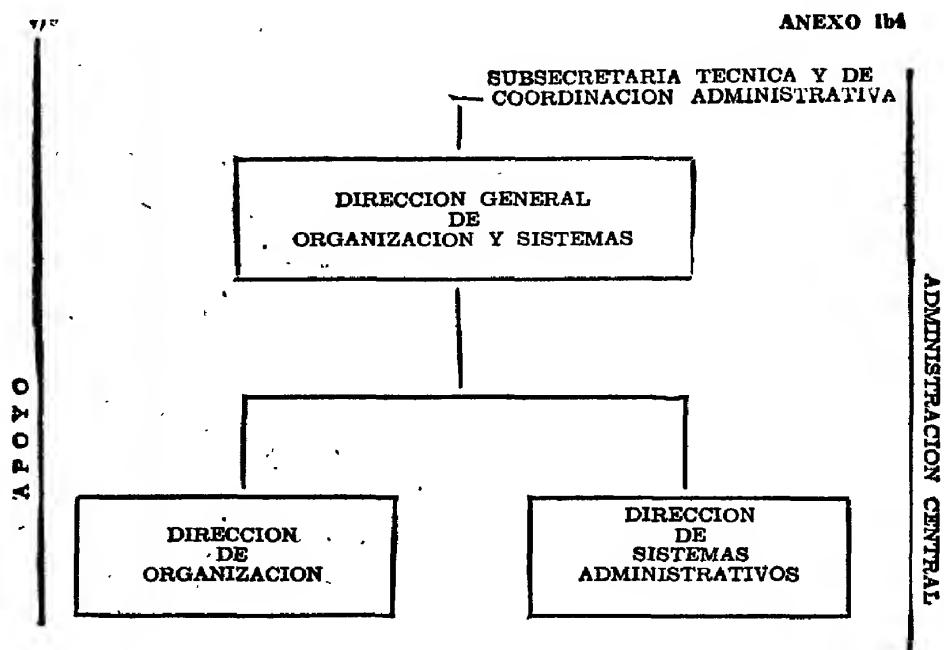 ANEXO 1b4
SUBSECRETARIA TECNICA Y DE
COORDINACION ADMINISTRATIVA
DIRECCION GENERAL
DE
ORGANIZACION Y SISTEMAS
APOYO
ADMINISTRACION CENTRAL
DIRECCION
DE
ORGANIZACION
DIRECCION
DE
SISTEMAS
ADMINISTRATIVOS